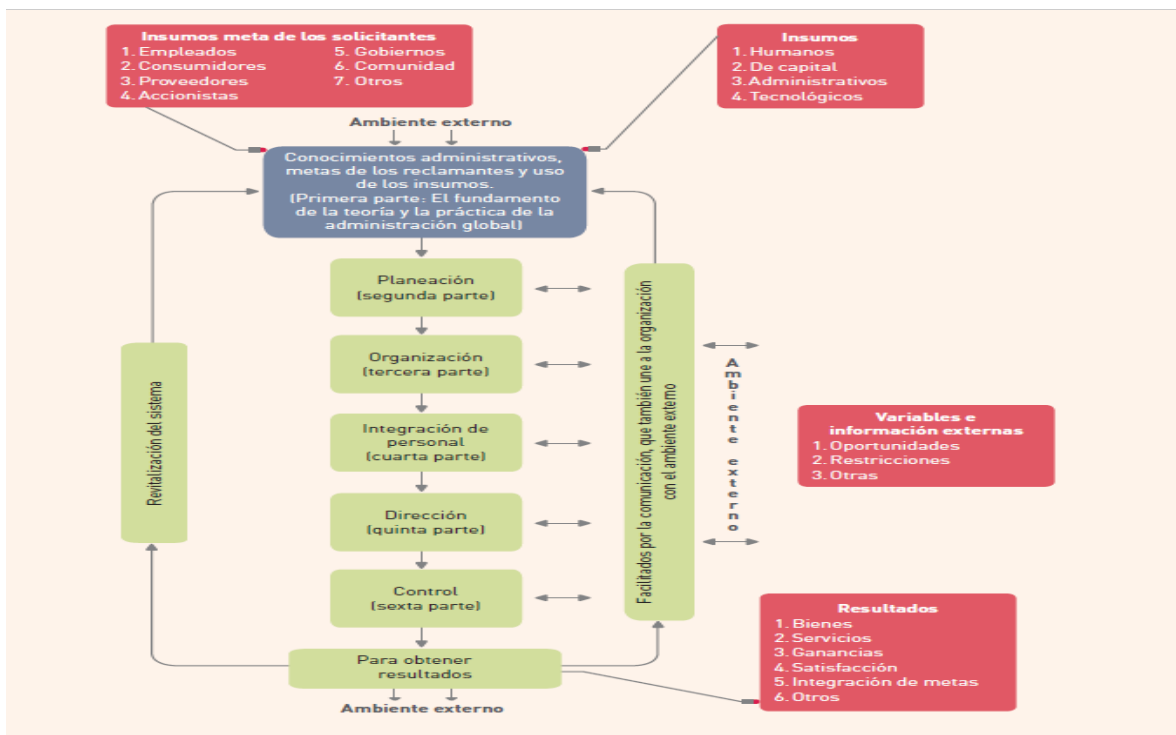 Insumos meta de los solicitantes
1. Empleados
2. Consumidores
3. Proveedores
4. Accionistas
5. Gobiernos
6. Comunidad
7. Otros
Insumos
1. Humanos
2. De capital
3. Administrativos
4. Tecnológicos
Ambiente externo
Conocimientos administrativos,
metas de los reclamantes y uso
de los insumos.
(Primera parte: El fundamento
de la teoría y la práctica de la
administración global)
Planeación
(segunda parte)
Organización
(tercera parte)
Integración de
personal
(cuarta parte)
Dirección
(quinta parte)
Control
(sexta parte)
Para obtener
resultados
Ambiente externo
Revitalización del sistema
Facilitados por la comunicación, que también une a la organización
con el ambiente externo
Ambiente externo
Variables e
información externas
1. Oportunidades
2. Restricciones
3. Otras
Resultados
1. Bienes
2. Servicios
3. Ganancias
4. Satisfacción
5. Integración de metas
6. Otros